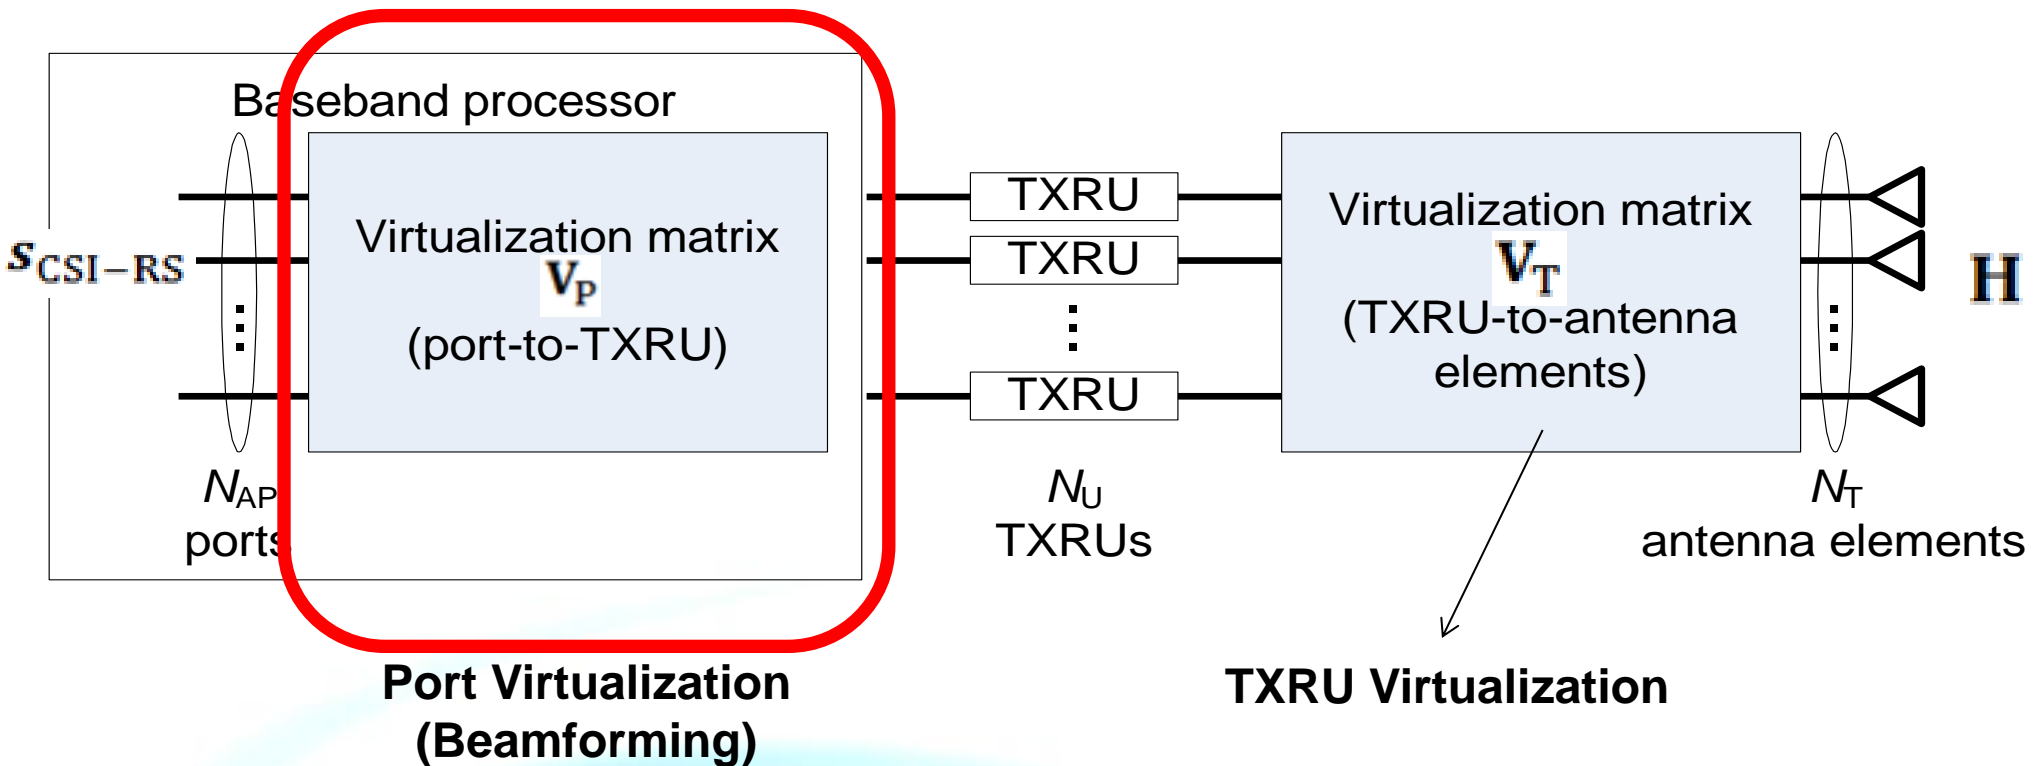 Baseband processor
s_CSI−RS
Virtualization matrix
V_P
(port-to-TXRU)
N_AP
ports
TXRU
TXRU
TXRU
N_U
TXRUs
Virtualization matrix
V_T
(TXRU-to-antenna
elements)
N_T
antenna elements
H
Port Virtualization
(Beamforming)
TXRU Virtualization